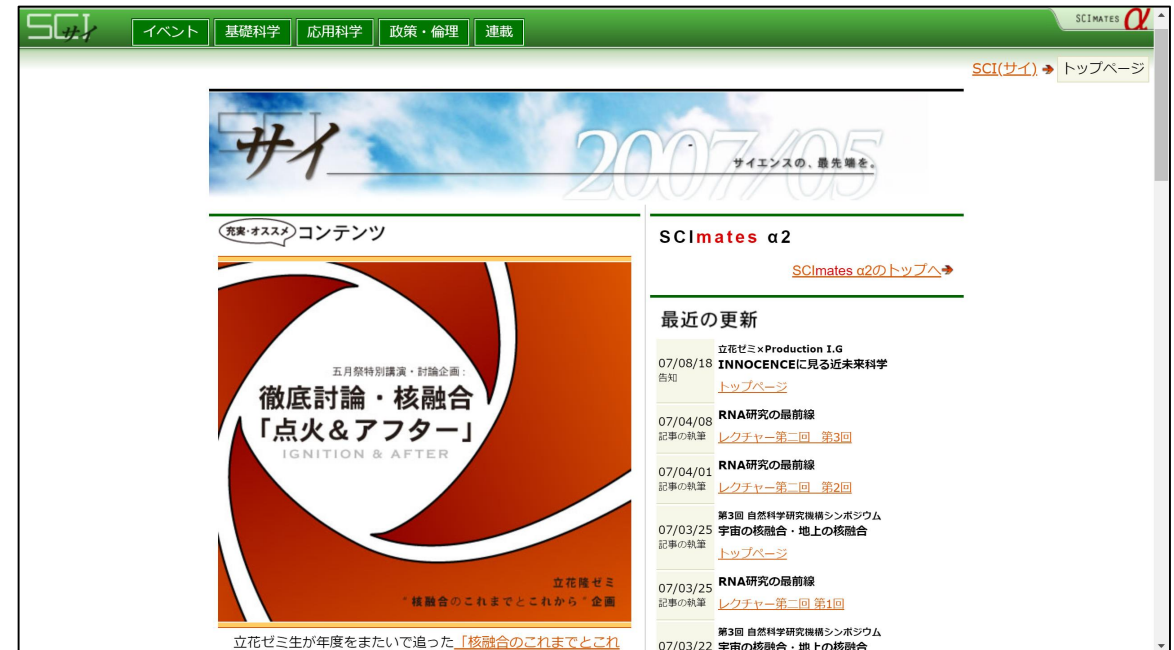 SCI サイ
イベント
基礎科学
応用科学
政策・倫理
連載
SCIMATES α
SCI(サイ) トップページ
SCI
サイ
2007/05
サイエンスの、最先端を。
充実・オススメ コンテンツ
五月祭特別講演・討論企画:
徹底討論・核融合
「点火&アフター」
IGNITION & AFTER
立花隆ゼミ
"核融合のこれまでとこれから"企画
立花ゼミ生が年度をまたいで追った「核融合のこれまでとこれ
SCImates α2
SCImates α2のトップへ
最近の更新
07/08/18
告知
立花ゼミ×Production I.G
INNOCENCEに見る近未来科学
トップページ
07/04/08
記事の執筆
RNA研究の最前線
レクチャー第二回　第3回
07/04/01
記事の執筆
RNA研究の最前線
レクチャー第二回　第2回
07/03/25
記事の執筆
第3回 自然科学研究機構シンポジウム
宇宙の核融合・地上の核融合
トップページ
07/03/25
記事の執筆
RNA研究の最前線
レクチャー第二回 第1回
07/03/22
第3回 自然科学研究機構シンポジウム
宇宙の核融合・地上の核融合